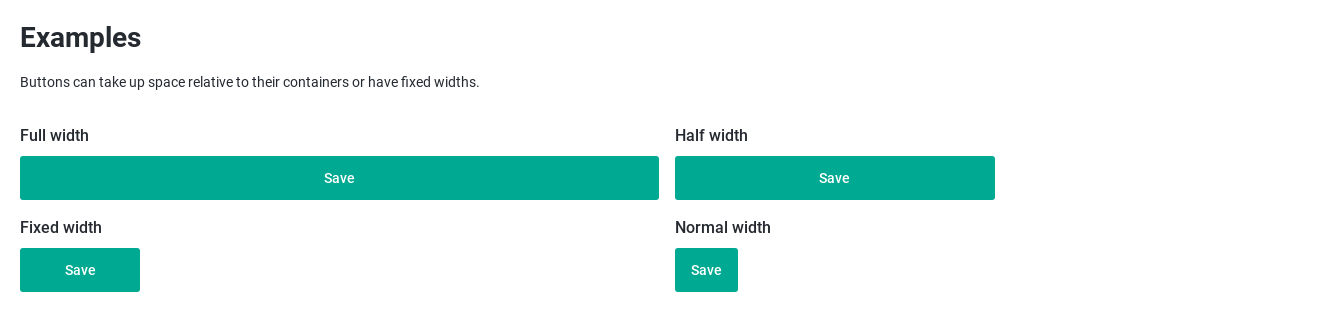 Examples
Buttons can take up space relative to their containers or have fixed widths.
Full width
Half width
Save
Save
Fixed width
Normal width
Save
Save